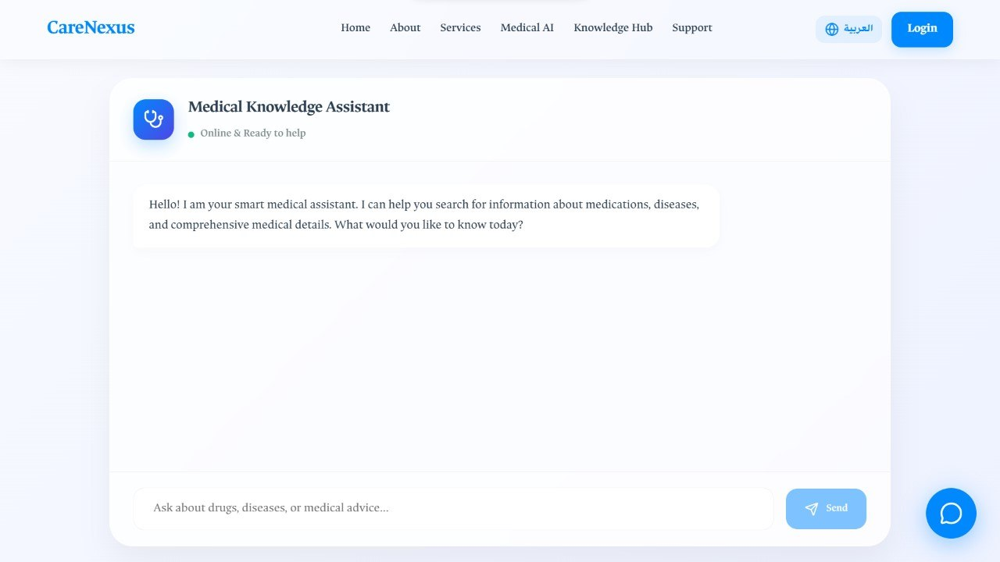 CareNexus
Home
About
Services
Medical AI
Knowledge Hub
Support
العربية
Login
Medical Knowledge Assistant
Online & Ready to help
Hello! I am your smart medical assistant. I can help you search for information about medications, diseases,
and comprehensive medical details. What would you like to know today?
Ask about drugs, diseases, or medical advice...
Send